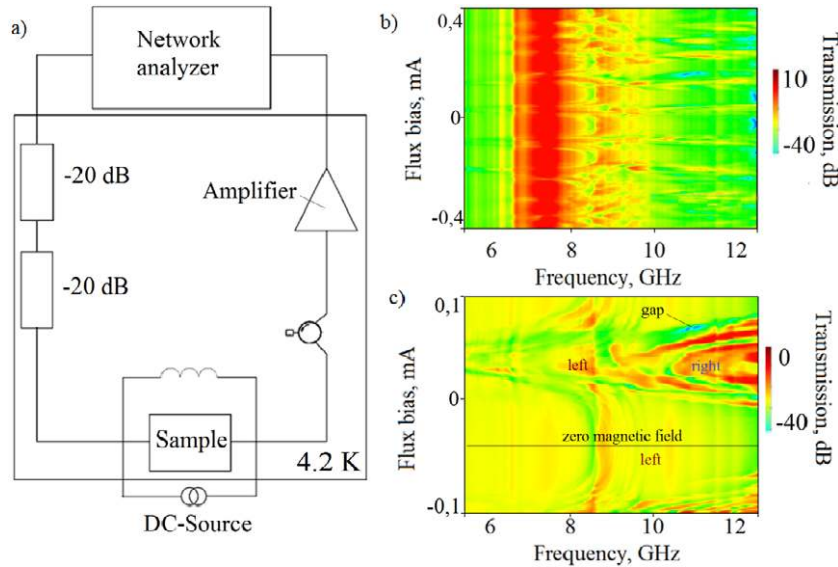 a)
Network
analyzer
-20 dB
-20 dB
Amplifier
Sample
4.2 K
DC-Source
b)
Flux bias, mA
0,4
0
-0,4
6 8 10 12
Frequency, GHz
10
-40
Transmission, dB
c)
Flux bias, mA
0,1
0
-0,1
gap
left
right
zero magnetic field
left
6 8 10 12
Frequency, GHz
0
-40
Transmission, dB